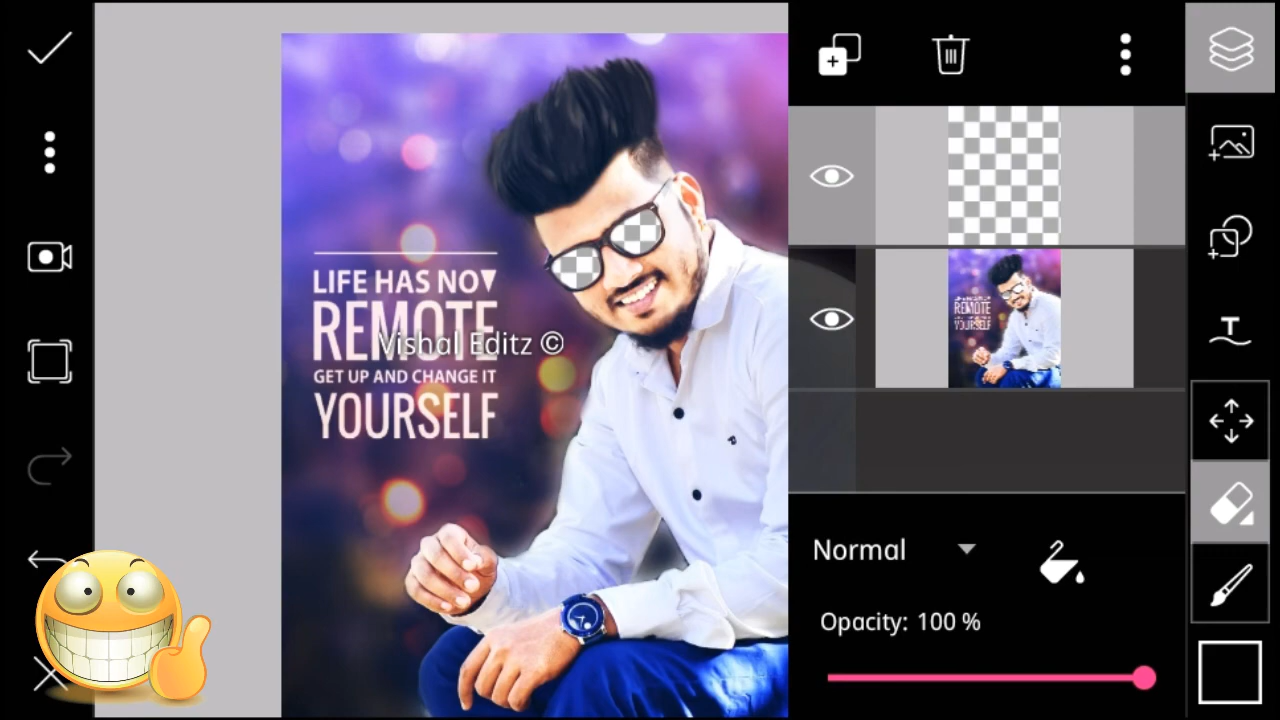 LIFE HAS NO
REMOTE
Vishal Editz ©
GET UP AND CHANGE IT
YOURSELF
Normal
Opacity: 100 %
T